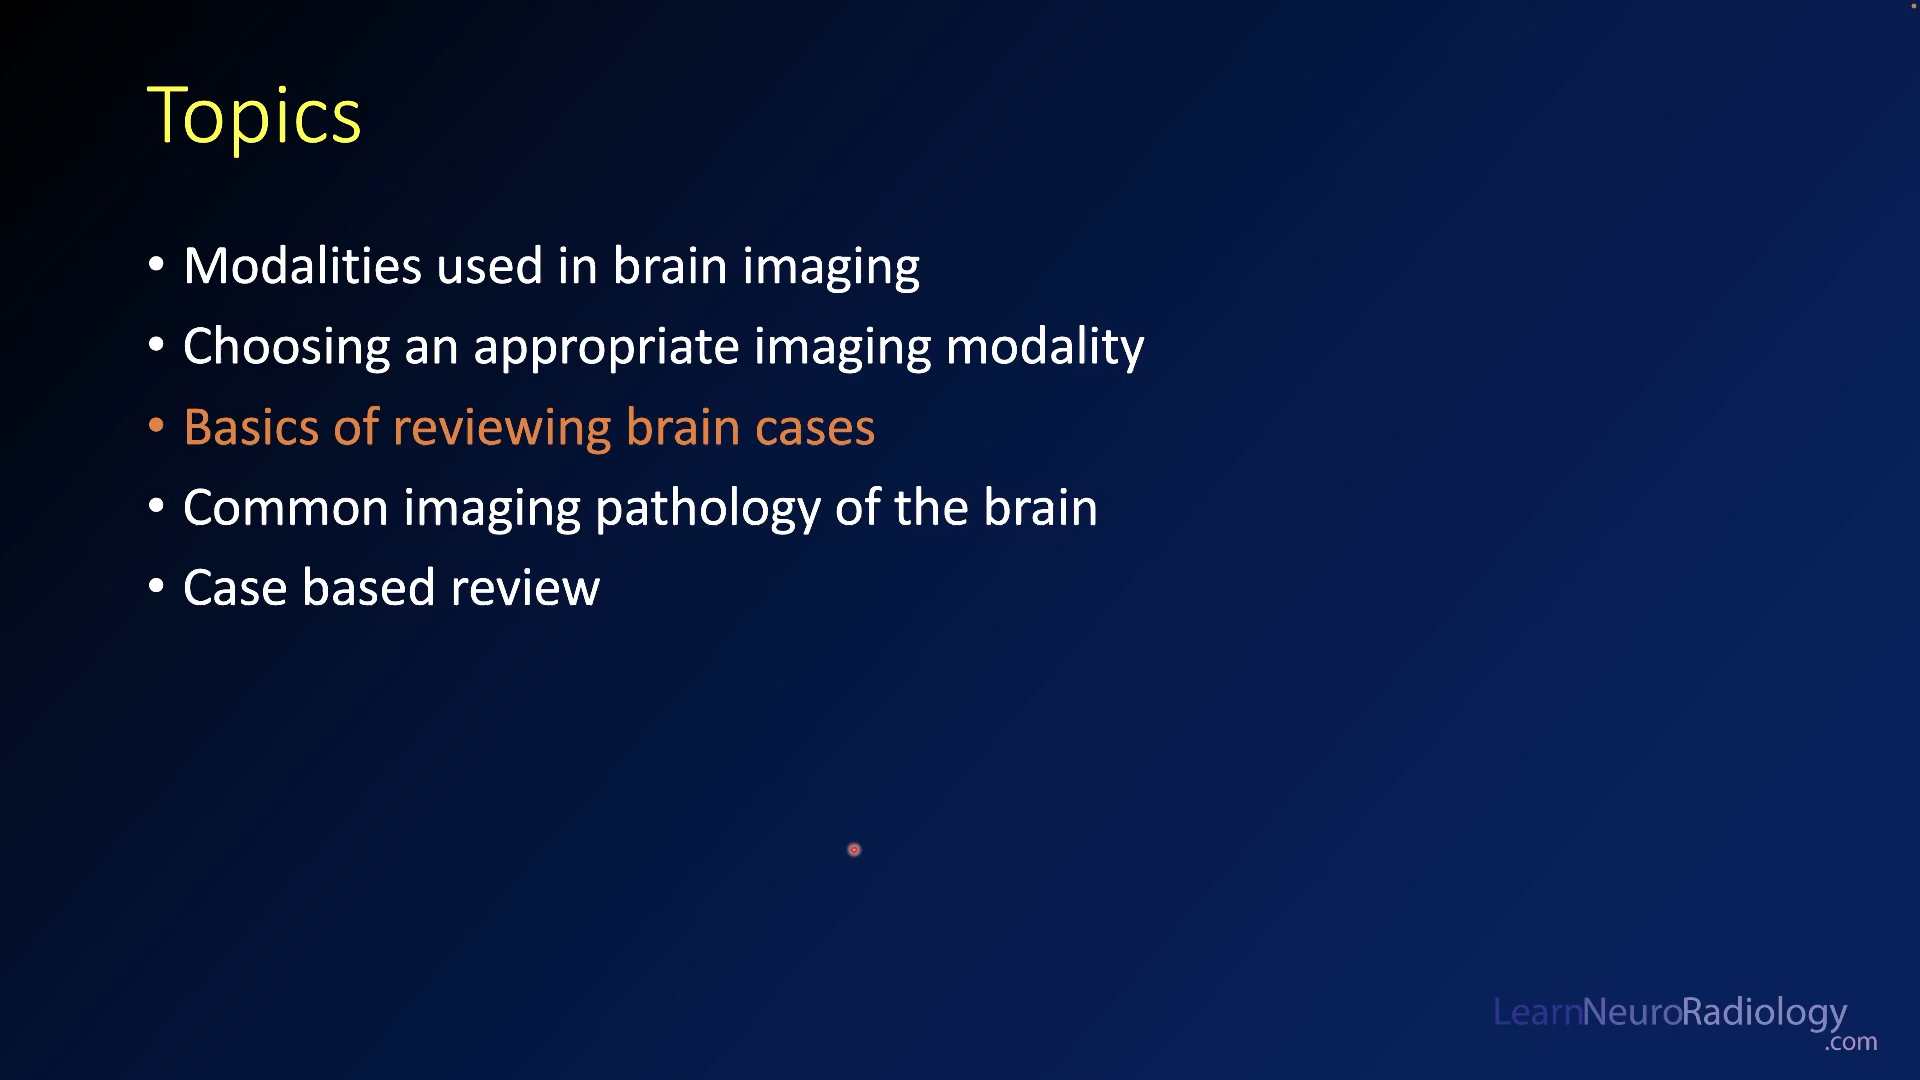 Topics
• Modalities used in brain imaging
• Choosing an appropriate imaging modality
• Basics of reviewing brain cases
• Common imaging pathology of the brain
• Case based review
LearnNeuroRadiology
.com